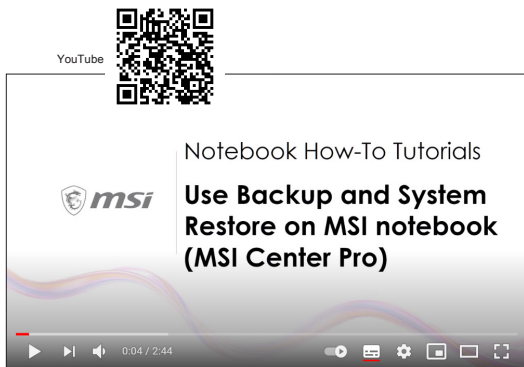 YouTube
Notebook How-To Tutorials
msi
Use Backup and System
Restore on MSI notebook
(MSI Center Pro)
0:04 / 2:44